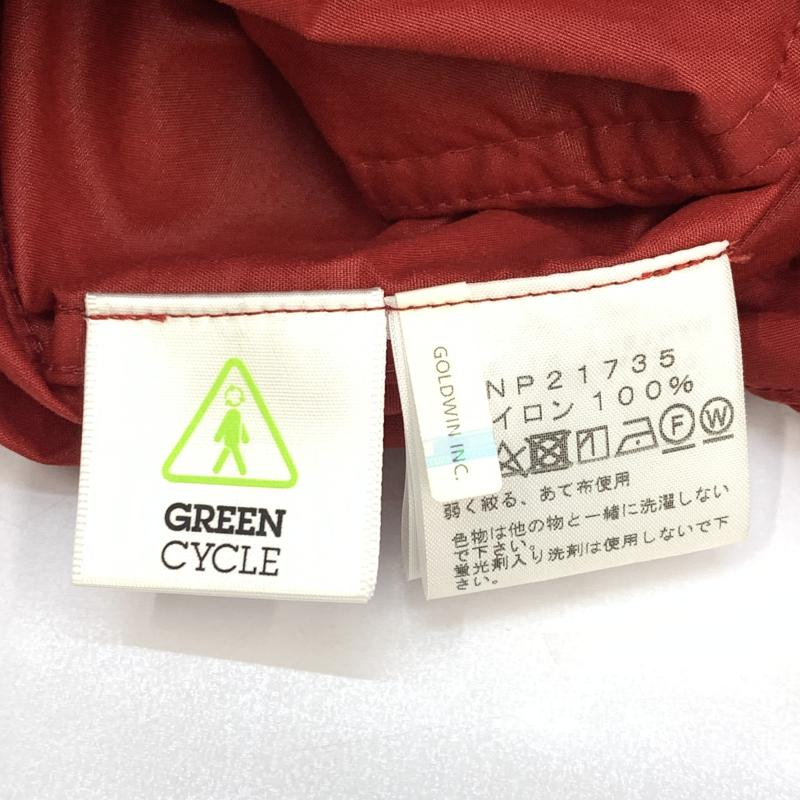 GREEN
CYCLE
GOLDWIN INC.
NP21735
イロン 100%
F W
弱く絞る、あて布使用
色物は他の物と一緒に洗濯しない
で下さい。
蛍光剤入り洗剤は使用しないで下
さい。